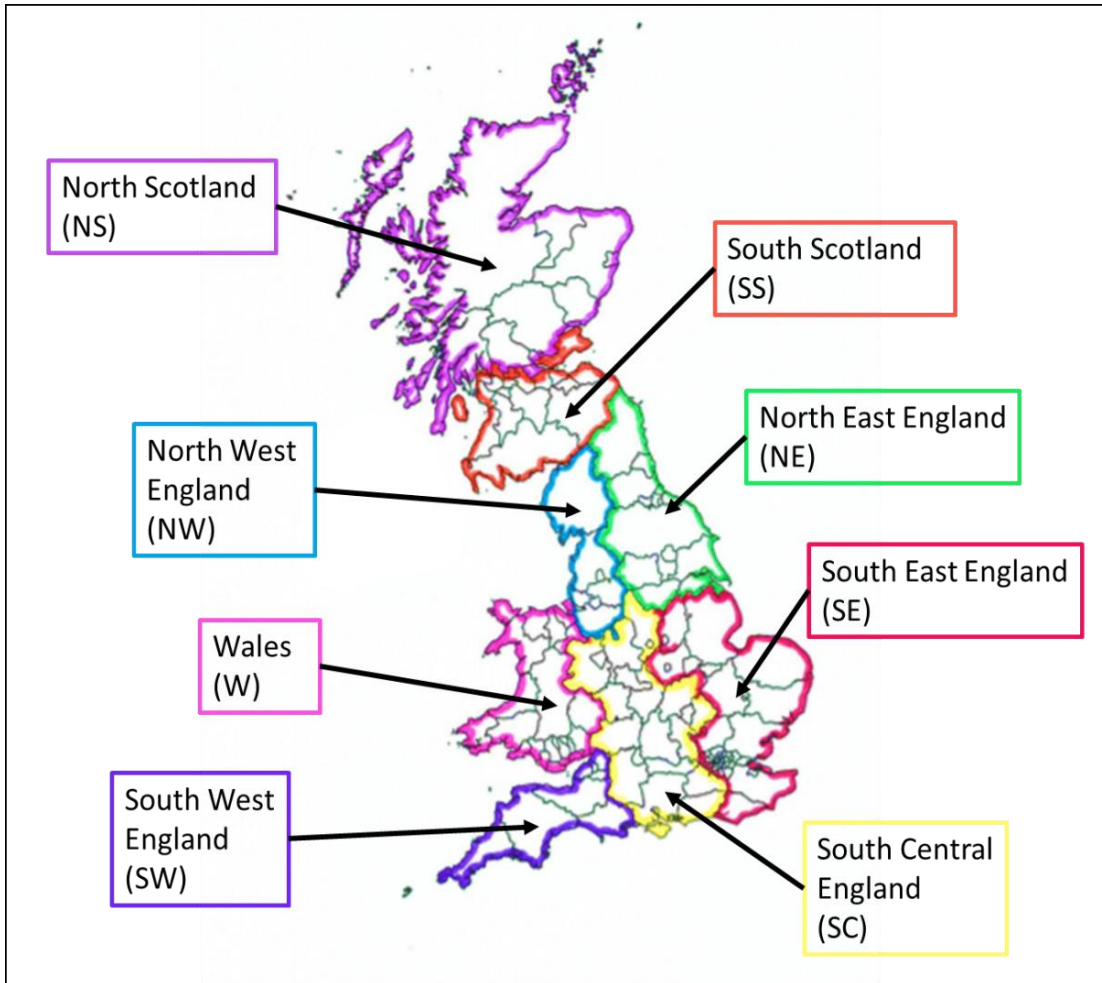 North Scotland
(NS)
South Scotland
(SS)
North East England
(NE)
North West
England
(NW)
South East England
(SE)
Wales
(W)
South West
England
(SW)
South Central
England
(SC)